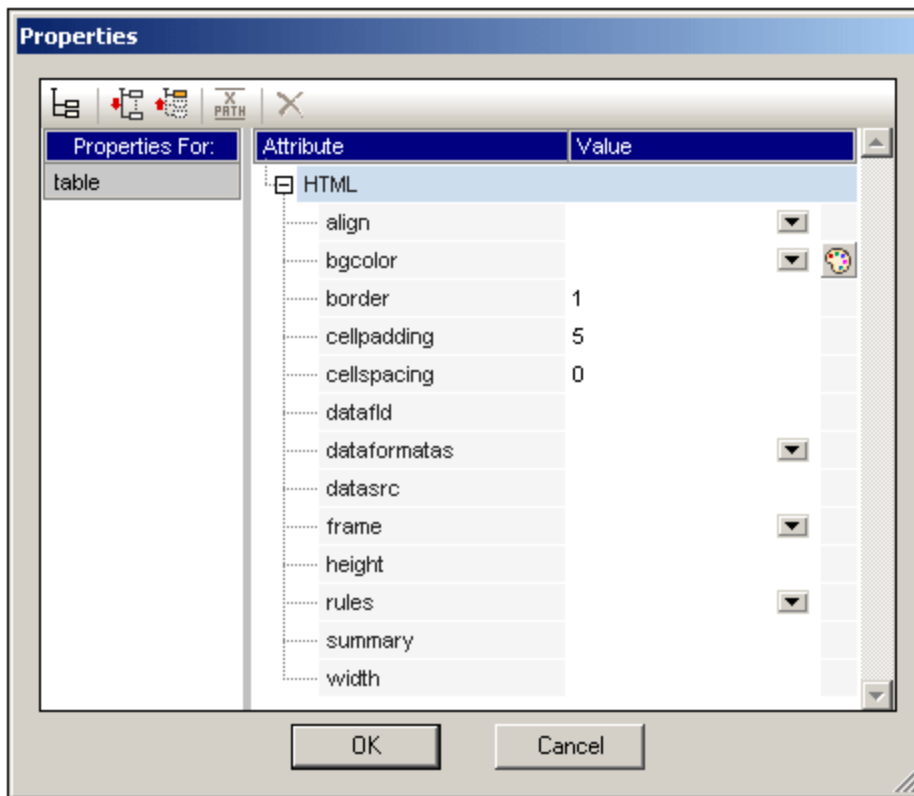 Properties
X
PATH
Properties For: Attribute Value
table
HTML
align
bgcolor
border 1
cellpadding 5
cellspacing 0
datafld
dataformatas
datasrc
frame
height
rules
summary
width
OK Cancel